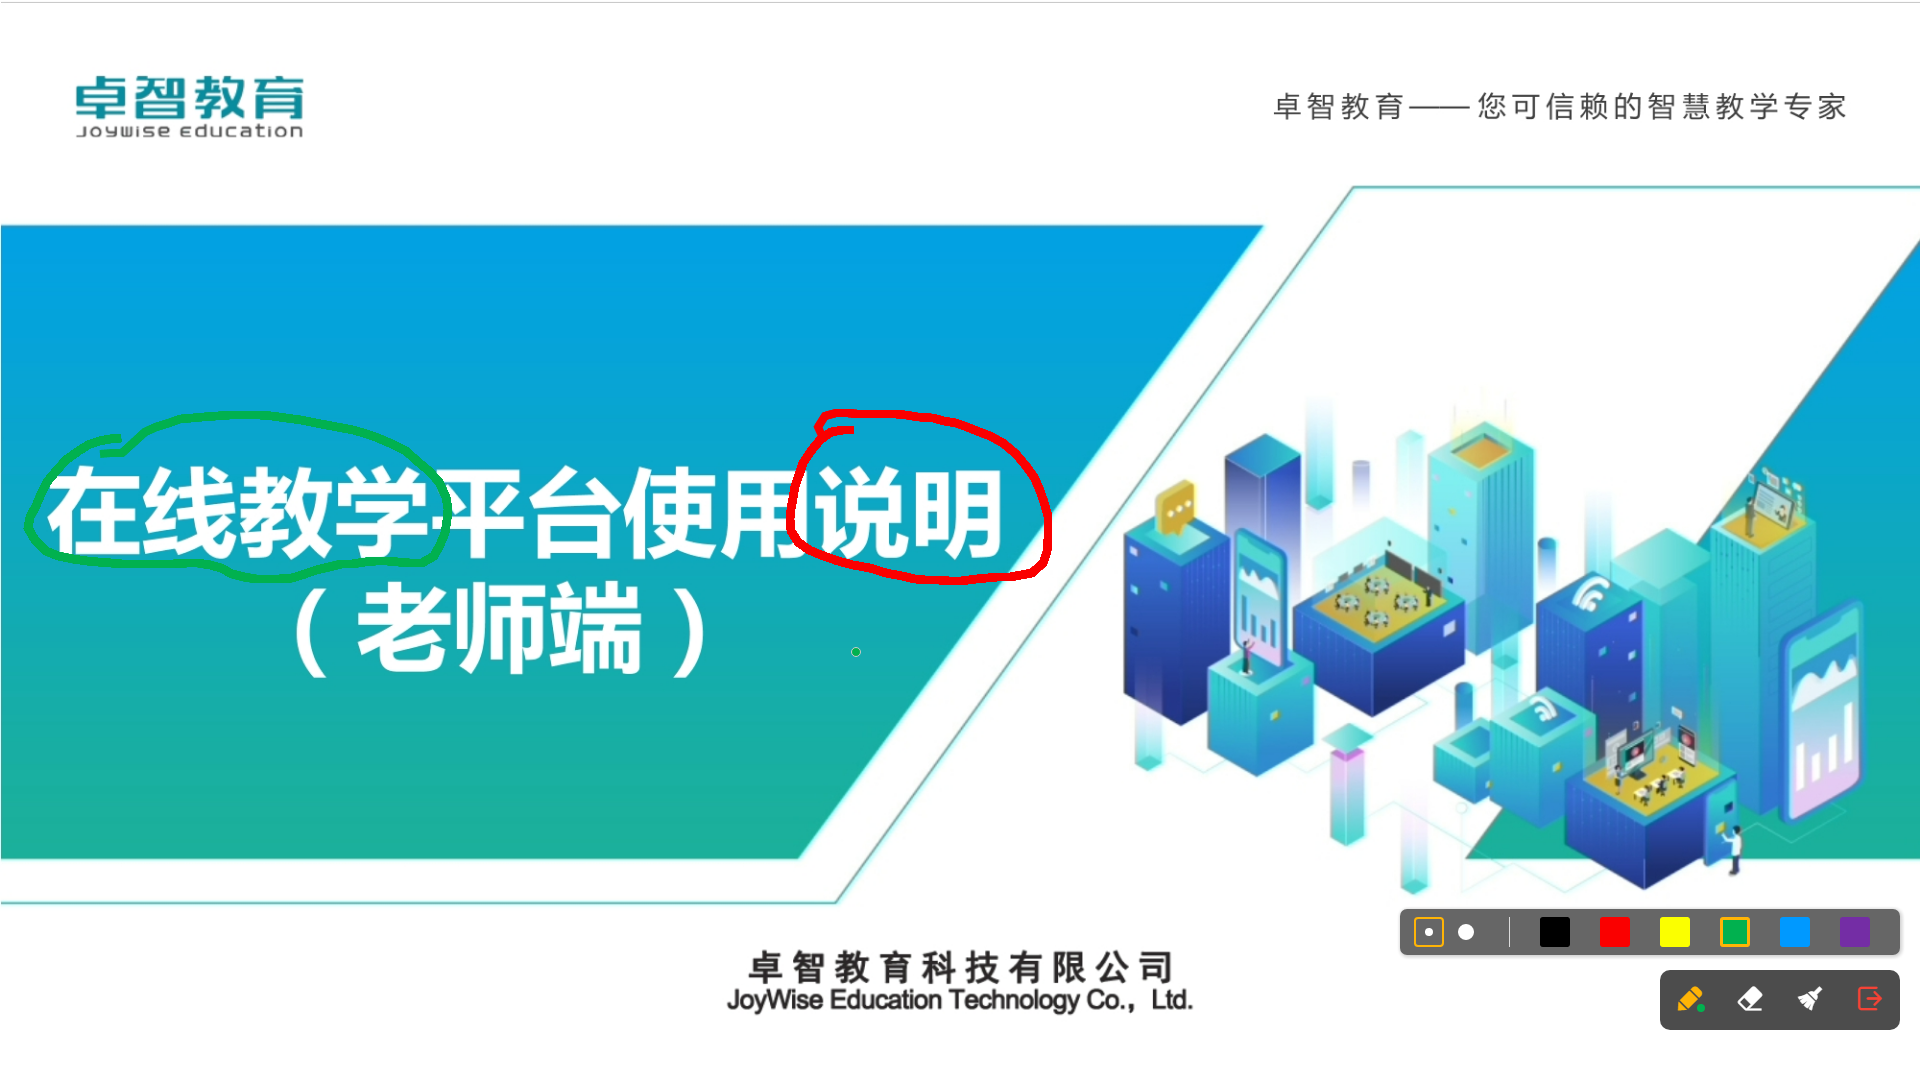 卓智教育
Joywise education
卓智教育——您可信赖的智慧教学专家
在线教学平台使用说明
（老师端）
卓智教育科技有限公司
JoyWise Education Technology Co.，Ltd.